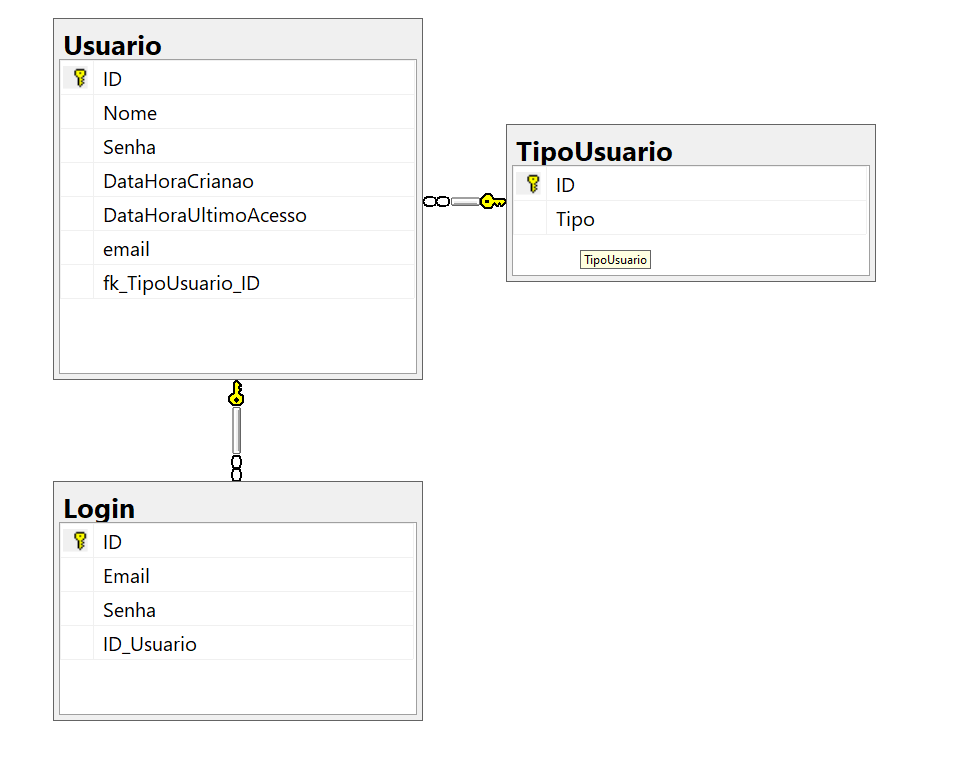 Usuario
ID
Nome
Senha
DataHoraCrianao
DataHoraUltimoAcesso
email
fk_TipoUsuario_ID
TipoUsuario
ID
Tipo
TipoUsuario
Login
ID
Email
Senha
ID_Usuario